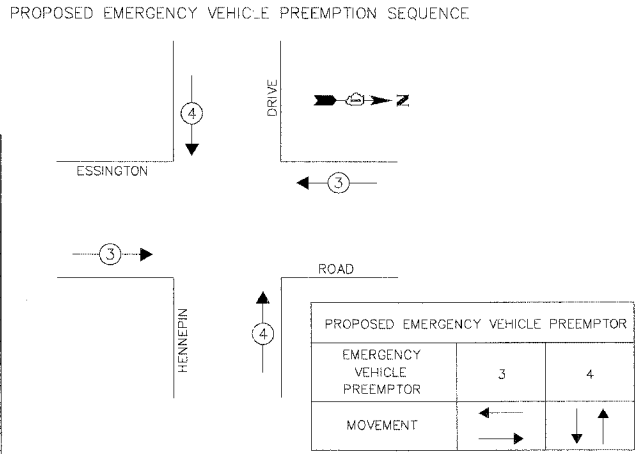 PROPOSED EMERGENCY VEHICLE PREEMPTION SEQUENCE
4
DRIVE
N
ESSINGTON
3
3
ROAD
HENNEPIN
4
PROPOSED EMERGENCY VEHICLE PREEMPTOR
EMERGENCY
VEHICLE
PREEMPTOR
3
4
MOVEMENT